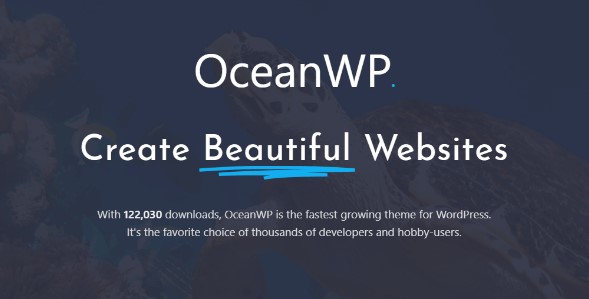 OceanWP.
Create Beautiful Websites
With 122,030 downloads, OceanWP is the fastest growing theme for WordPress.
It's the favorite choice of thousands of developers and hobby-users.